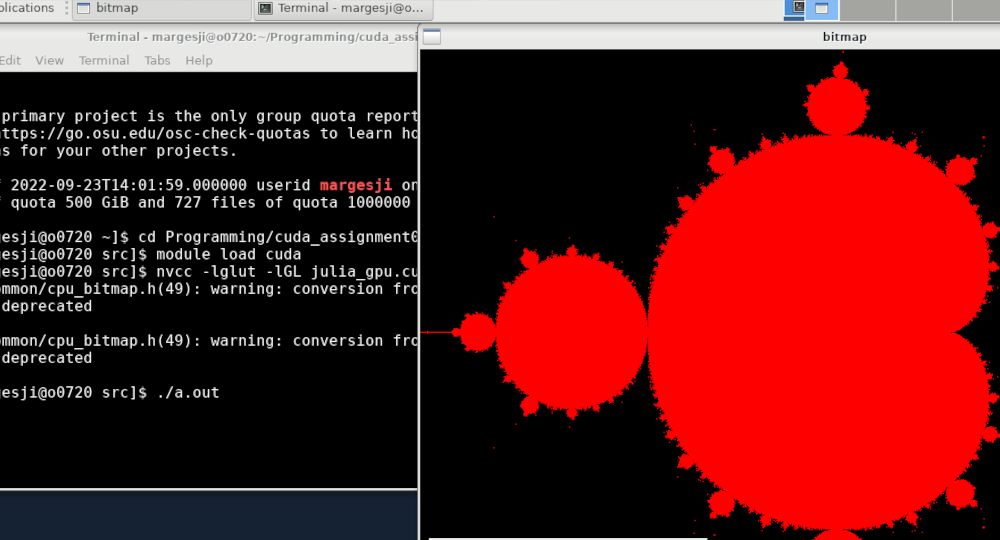 plications
bitmap
Terminal - margesji@o...
Terminal - margesji@o0720:~/Programming/cuda_assi
bitmap
Edit View Terminal Tabs Help
primary project is the only group quota report
ttps://go.osu.edu/osc-check-quotas to learn ho
s for your other projects.
2022-09-23T14:01:59.000000 userid margesji on
quota 500 GiB and 727 files of quota 1000000
esji@o0720 ~]$ cd Programming/cuda_assignment0
gesji@o0720 src]$ module load cuda
gesji@o0720 src]$ nvcc -lglut -lGL julia_gpu.cu
ommon/cpu_bitmap.h(49): warning: conversion fro
deprecated
ommon/cpu_bitmap.h(49): warning: conversion fro
deprecated
gesji@o0720 src]$ ./a.out